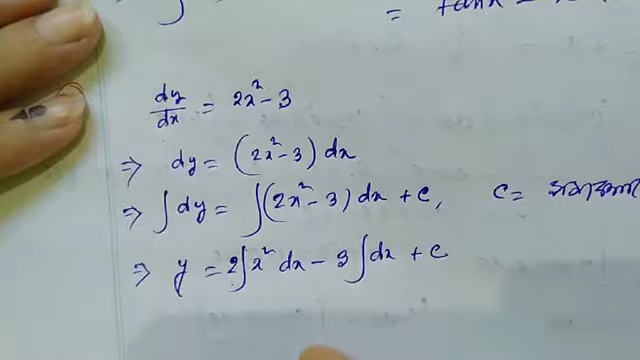 = tanx -
dy/dx = 2x² - 3
⇒ dy = (2x² - 3) dx
⇒ ∫dy = ∫(2x² - 3) dx + c, c =
⇒ y = 2∫x² dx - 3∫dx + c